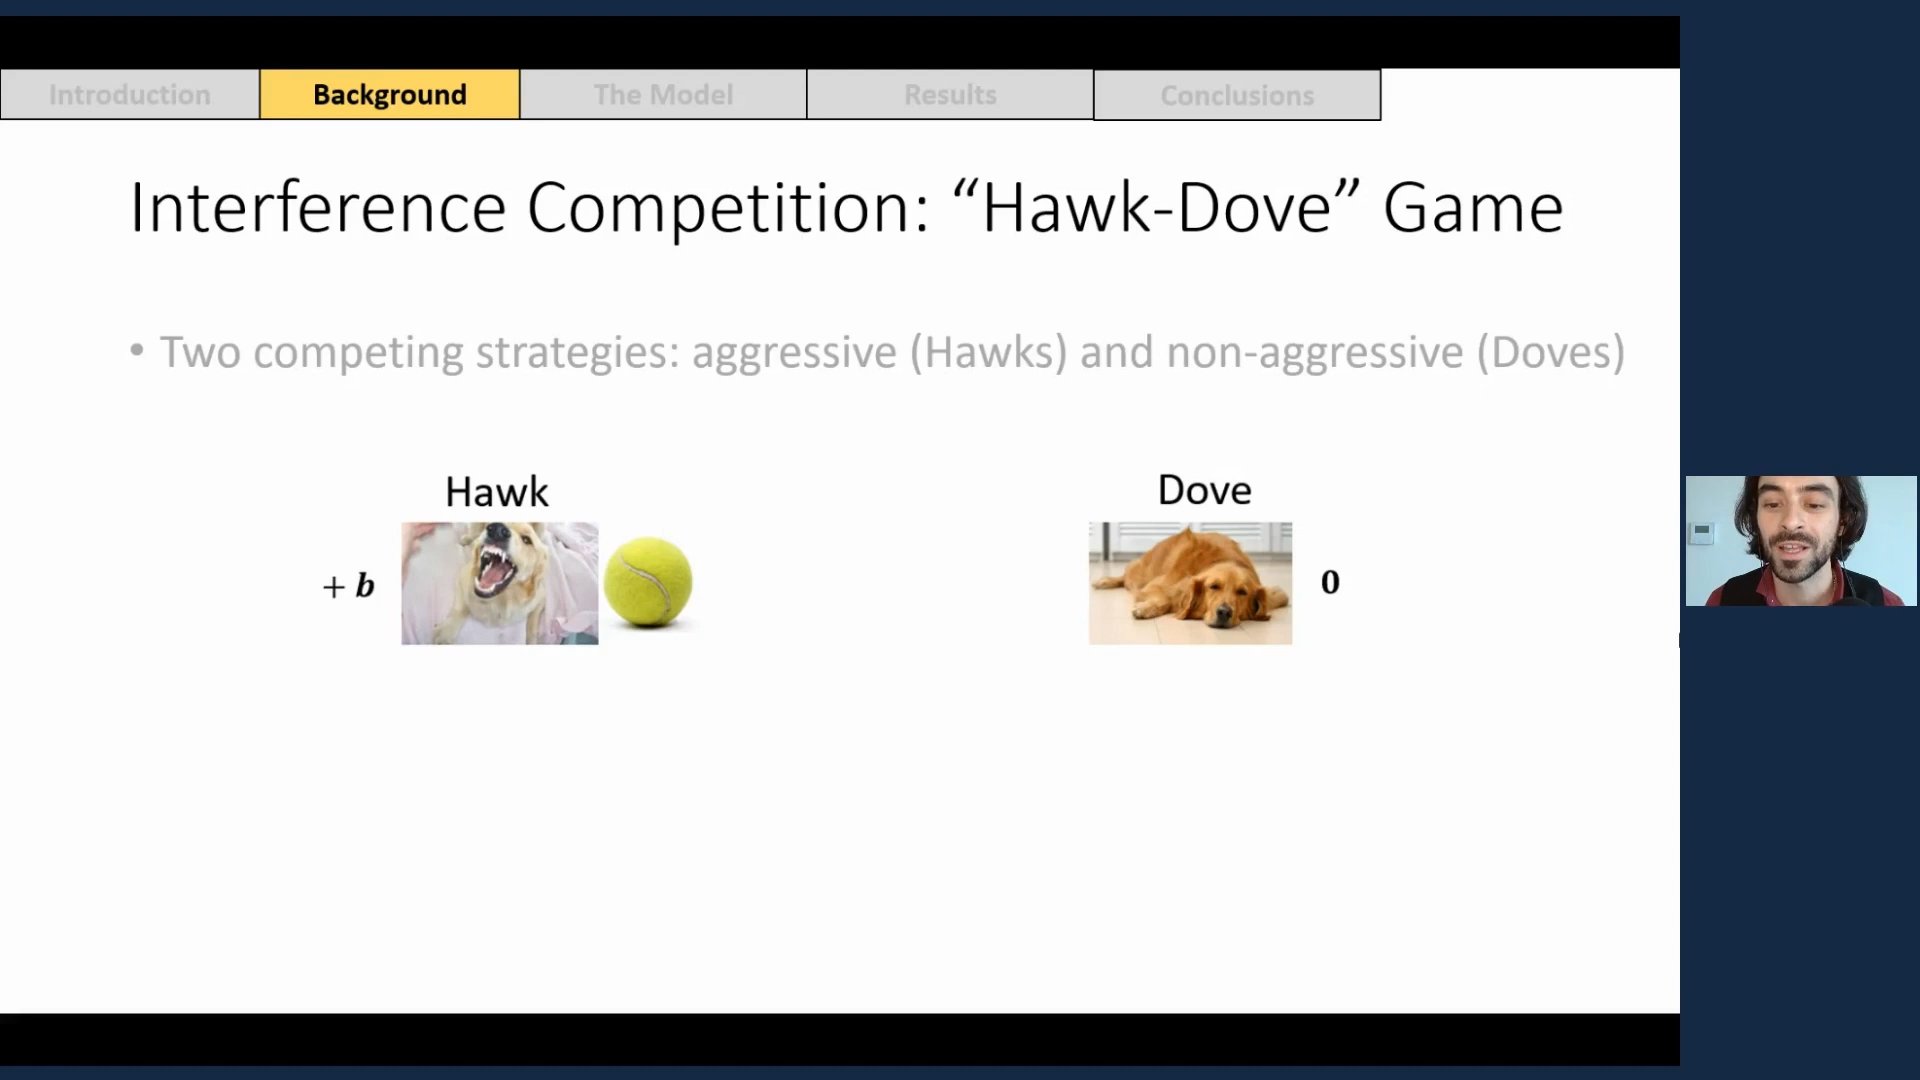 Introduction
Background
The Model
Results
Conclusions
Interference Competition: “Hawk-Dove” Game
• Two competing strategies: aggressive (Hawks) and non-aggressive (Doves)
Hawk
Dove
+ b
0